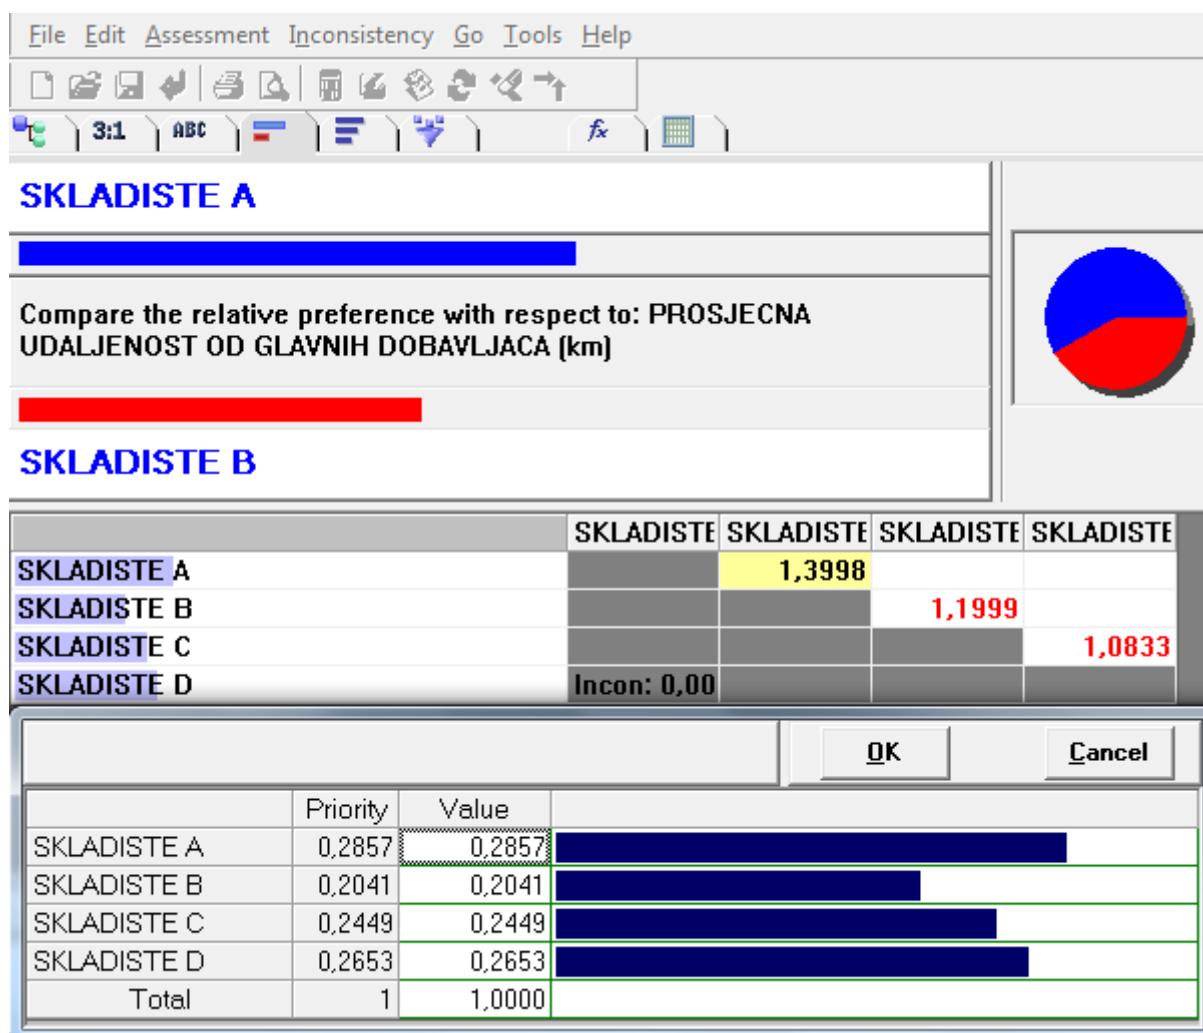 File Edit Assessment Inconsistency Go Tools Help
3:1 ABC fx
SKLADISTE A
Compare the relative preference with respect to: PROSJECNA
UDALJENOST OD GLAVNIH DOBAVLJACA (km)
SKLADISTE B
SKLADISTE SKLADISTE SKLADISTE SKLADISTE
SKLADISTE A 1,3998
SKLADISTE B 1,1999
SKLADISTE C 1,0833
SKLADISTE D Incon: 0,00
OK Cancel
Priority Value
SKLADISTE A 0,2857 0,2857
SKLADISTE B 0,2041 0,2041
SKLADISTE C 0,2449 0,2449
SKLADISTE D 0,2653 0,2653
Total 1 1,0000